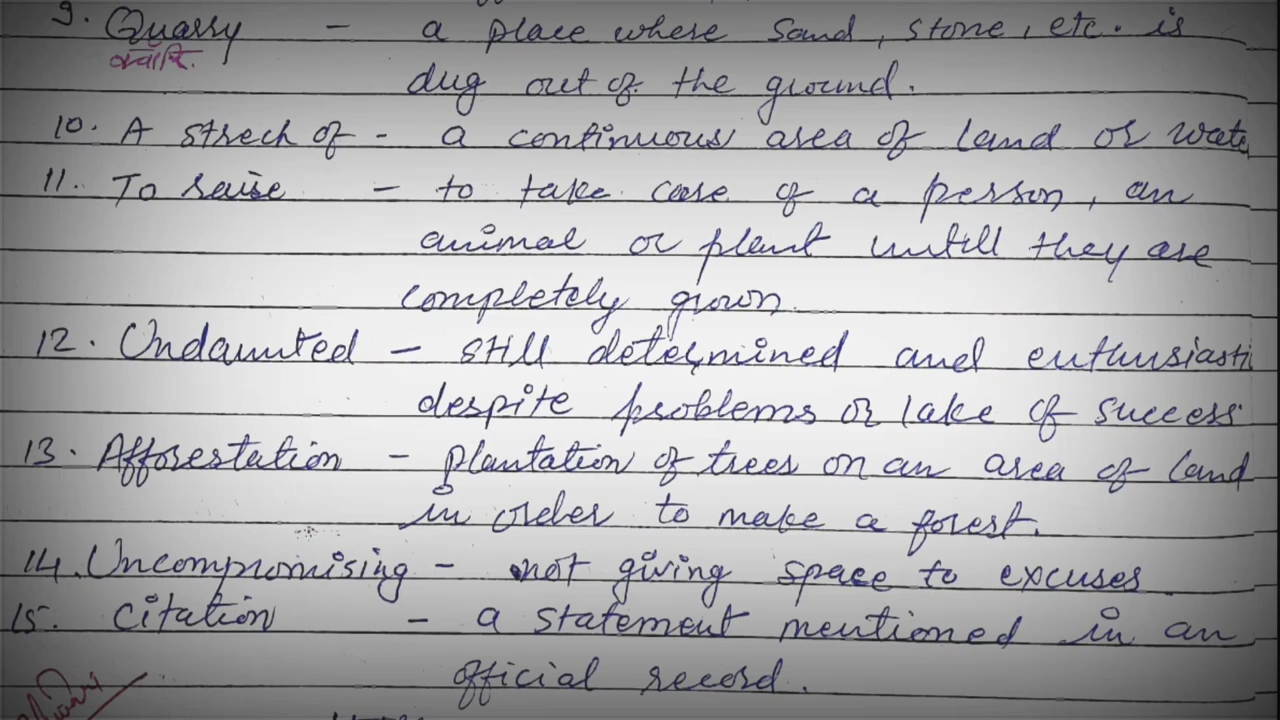 9. Quarry - a place where sand, stone, etc. is
क्वॉरि.
dug out of the ground.
10. A strech of - a continuous area of land or wate
11. To raise - to take care of a person, an
animal or plant untill they are
completely grown.
12. Undaunted - still determined and enthusiasti
despite problems or lake of success
13. Afforestation - plantation of trees on an area of land
in order to make a forest.
14. Uncompromising - not giving space to excuses
15. Citation - a statement mentioned in an
official record.